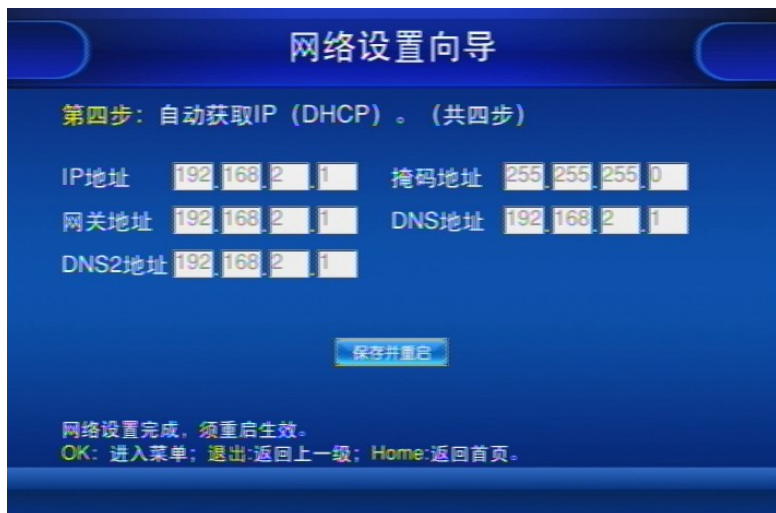 网络设置向导
第四步：自动获取IP（DHCP）。（共四步）
IP地址 192.168.2.1 掩码地址 255.255.255.0
网关地址 192.168.2.1 DNS地址 192.168.2.1
DNS2地址 192.168.2.1
保存并重启
网络设置完成，须重启生效。
OK：进入菜单；退出:返回上一级；Home:返回首页。